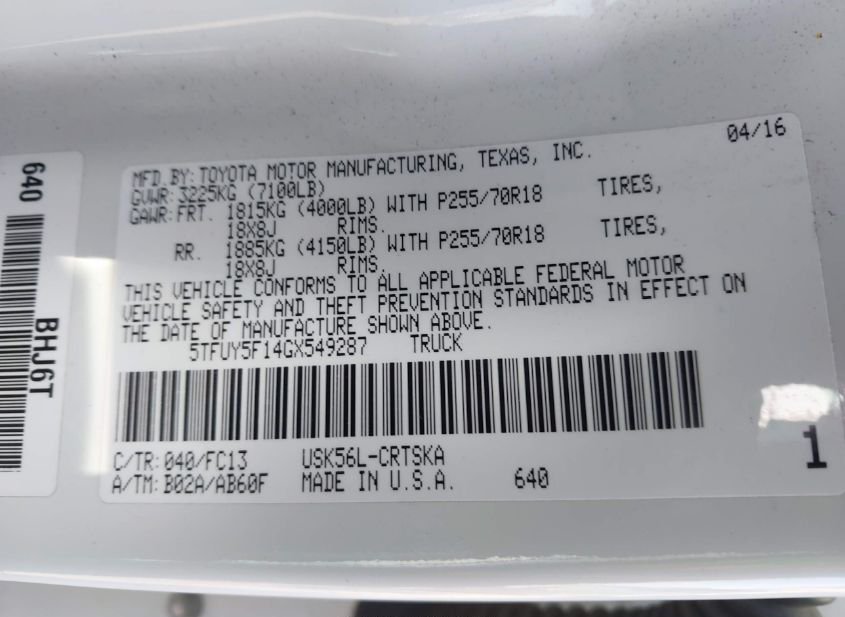 04/16
MFD.BY:TOYOTA MOTOR MANUFACTURING, TEXAS, INC.
GVWR:3225KG (7100LB)
GAWR:FRT. 1815KG (4000LB) WITH P255/70R18 TIRES,
18X8J RIMS.
RR. 1885KG (4150LB) WITH P255/70R18 TIRES,
18X8J RIMS.
THIS VEHICLE CONFORMS TO ALL APPLICABLE FEDERAL MOTOR
VEHICLE SAFETY AND THEFT PREVENTION STANDARDS IN EFFECT ON
THE DATE OF MANUFACTURE SHOWN ABOVE.
5TFUY5F14GX549287 TRUCK
C/TR:040/FC13 USK56L-CRTSKA
A/TM:B02A/AB60F MADE IN U.S.A. 640
1
640
BHJ6T